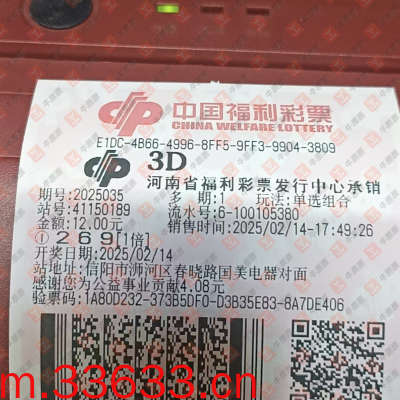 中国福利彩票
CHINA WELFARE LOTTERY
E1DC-4B66-4996-8FF5-9FF3-9904-3809
3D
河南省福利彩票发行中心承销
期号:2025035 多 期:1 玩法:单选组合
站号:41150189 流水号:6-100105380
金额:12.00元 销售时间:2025/02/14-17:49:26
① 2 6 9 [1倍]
开奖日期:2025/02/14
站地址:信阳市浉河区春晓路国美电器对面
感谢您为公益事业贡献4.08元
验票码:1A80D232-373B5DF0-D3B35E83-8A7DE406
m.33633.cn